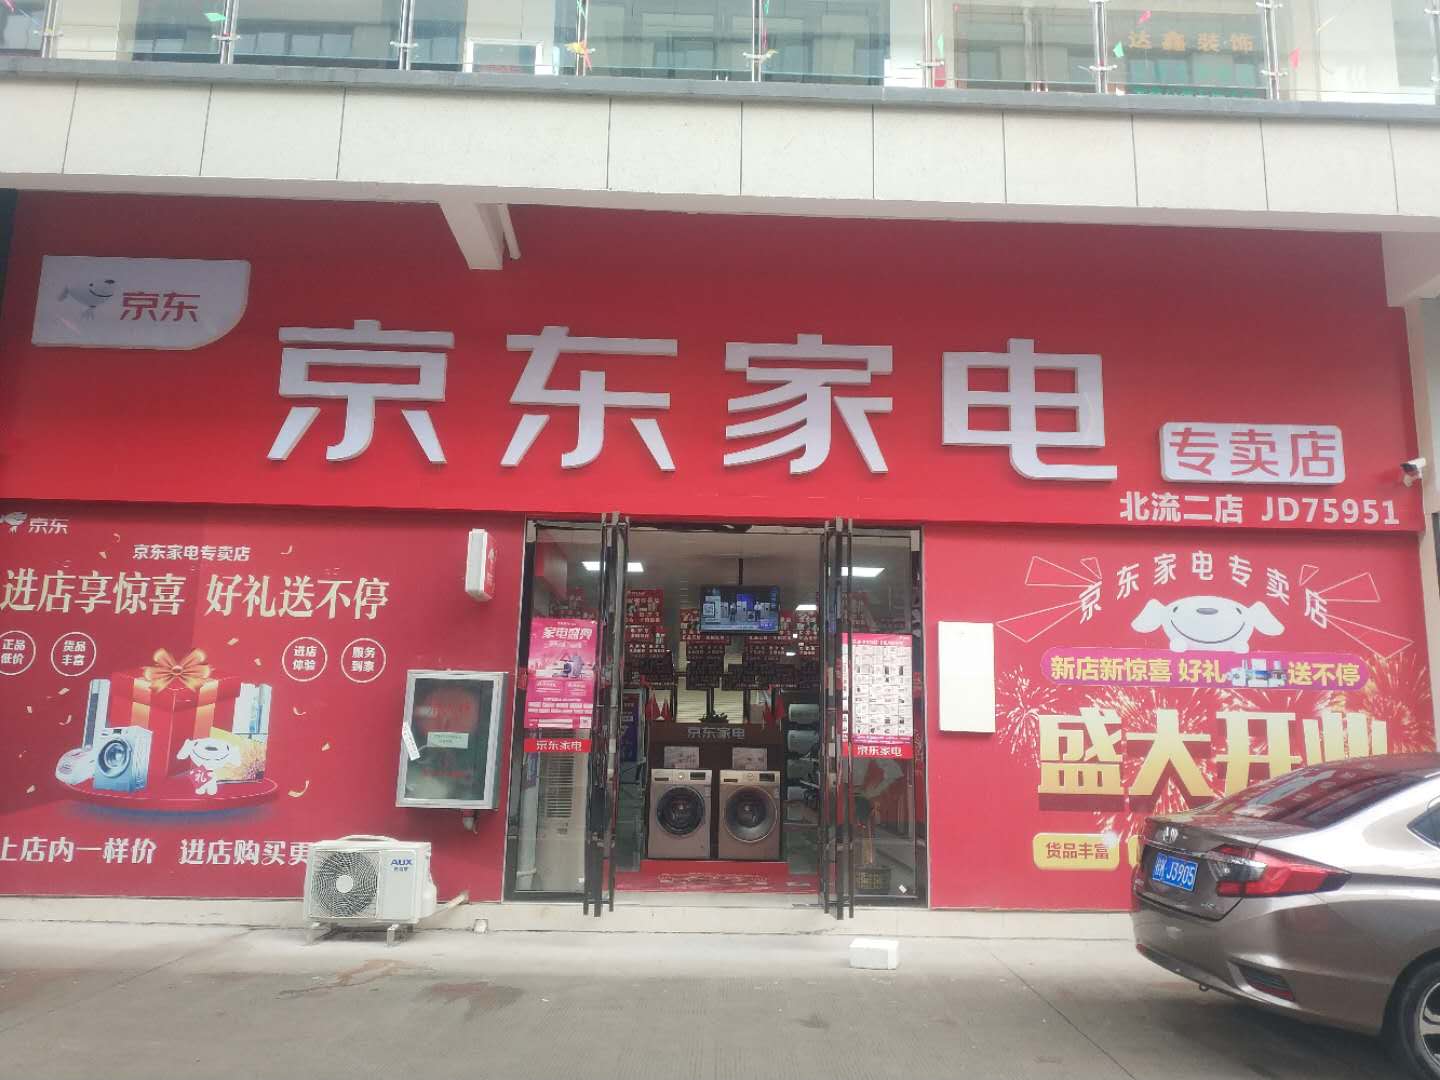 达鑫装饰
京东
京东家电
专卖店
北流二店 JD75951
京东
京东家电专卖店
进店享惊喜 好礼送不停
正品
低价
货品
丰富
进店
体验
服务
到家
礼
上店内一样价 进店购买更
AUX
家电盛典
京东家电
京东家电
京东家电
京东家电专卖店
新店新惊喜 好礼 送不停
盛大开业
货品丰富
J3905